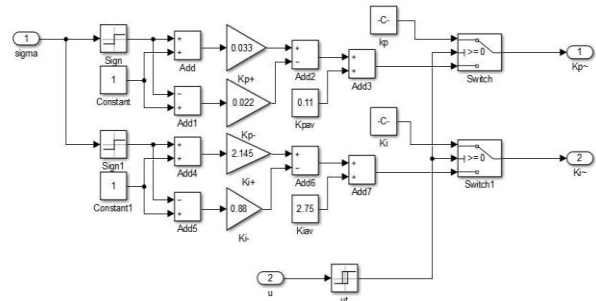 -C-
kp
1
sigma
Sign
Add
0.033
Kp+
Add2
>= 0
Switch
1
Kp~
1
Constant
Add1
0.022
Kp-
0.11
Kpav
Add3
Sign1
Add4
2.145
Ki+
Add6
-C-
Ki
>= 0
Switch1
2
Ki~
1
Constant1
Add5
0.88
Ki-
2.75
Kiav
Add7
2
u